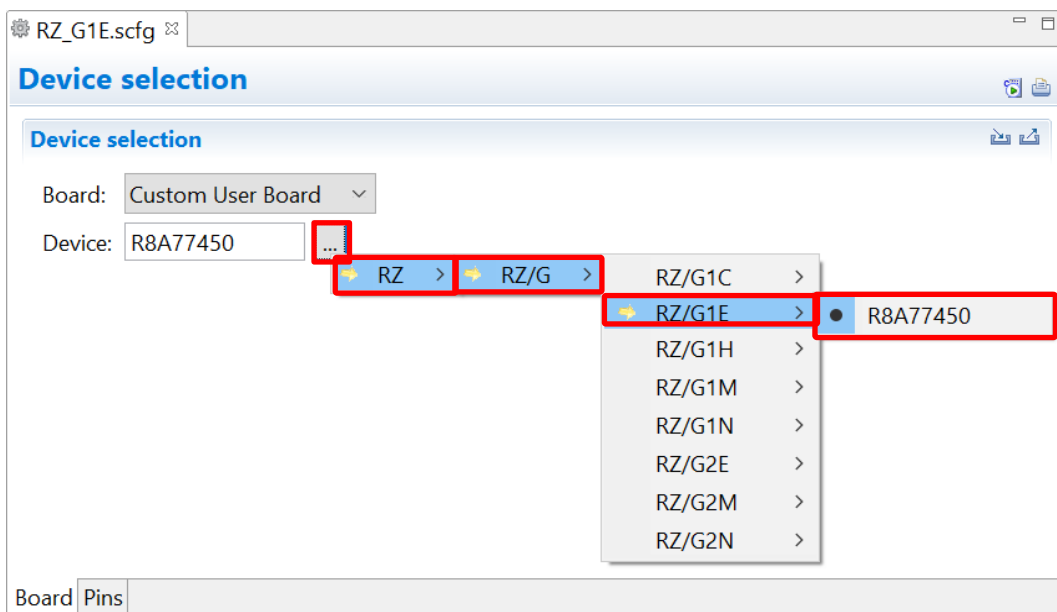 RZ_G1E.scfg
Device selection
Device selection
Board: Custom User Board
Device: R8A77450 ...
RZ > RZ/G >
RZ/G1C >
RZ/G1E > R8A77450
RZ/G1H >
RZ/G1M >
RZ/G1N >
RZ/G2E >
RZ/G2M >
RZ/G2N >
Board Pins